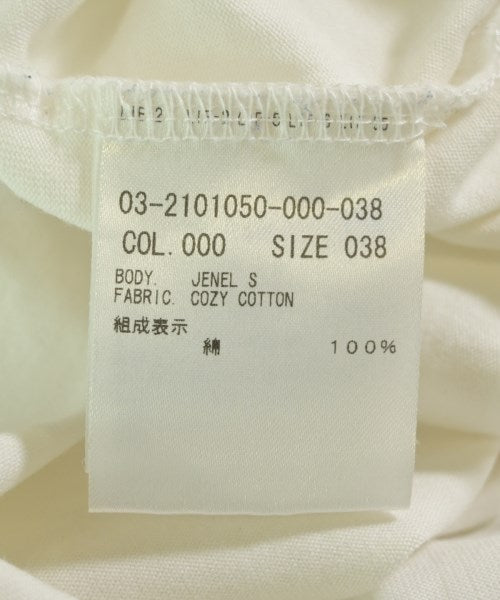 03-2101050-000-038
COL. 000 SIZE 038
BODY. JENEL S
FABRIC. COZY COTTON
組成表示
綿 100%